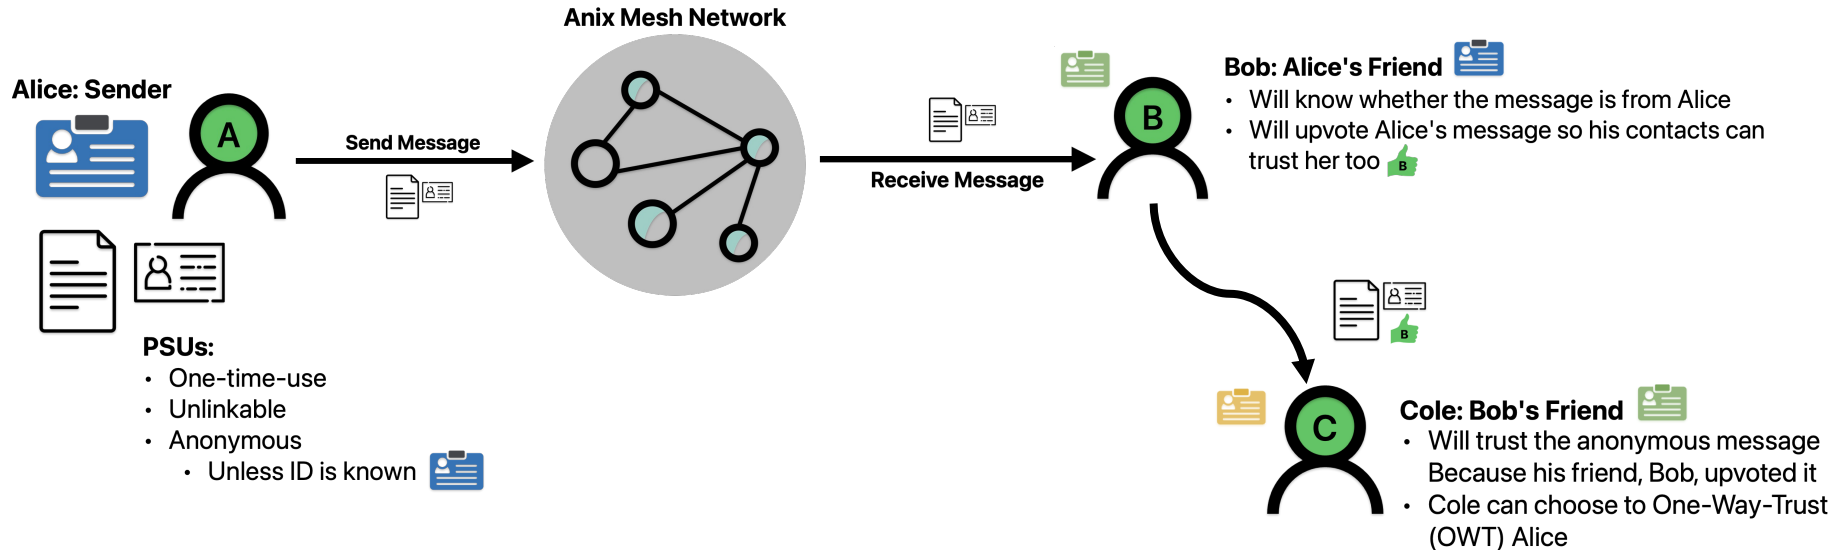 Anix Mesh Network
Alice: Sender
A
Send Message
PSUs:
• One-time-use
• Unlinkable
• Anonymous
• Unless ID is known
Receive Message
B
Bob: Alice's Friend
• Will know whether the message is from Alice
• Will upvote Alice's message so his contacts can
trust her too
B
B
C
Cole: Bob's Friend
• Will trust the anonymous message
Because his friend, Bob, upvoted it
• Cole can choose to One-Way-Trust
(OWT) Alice